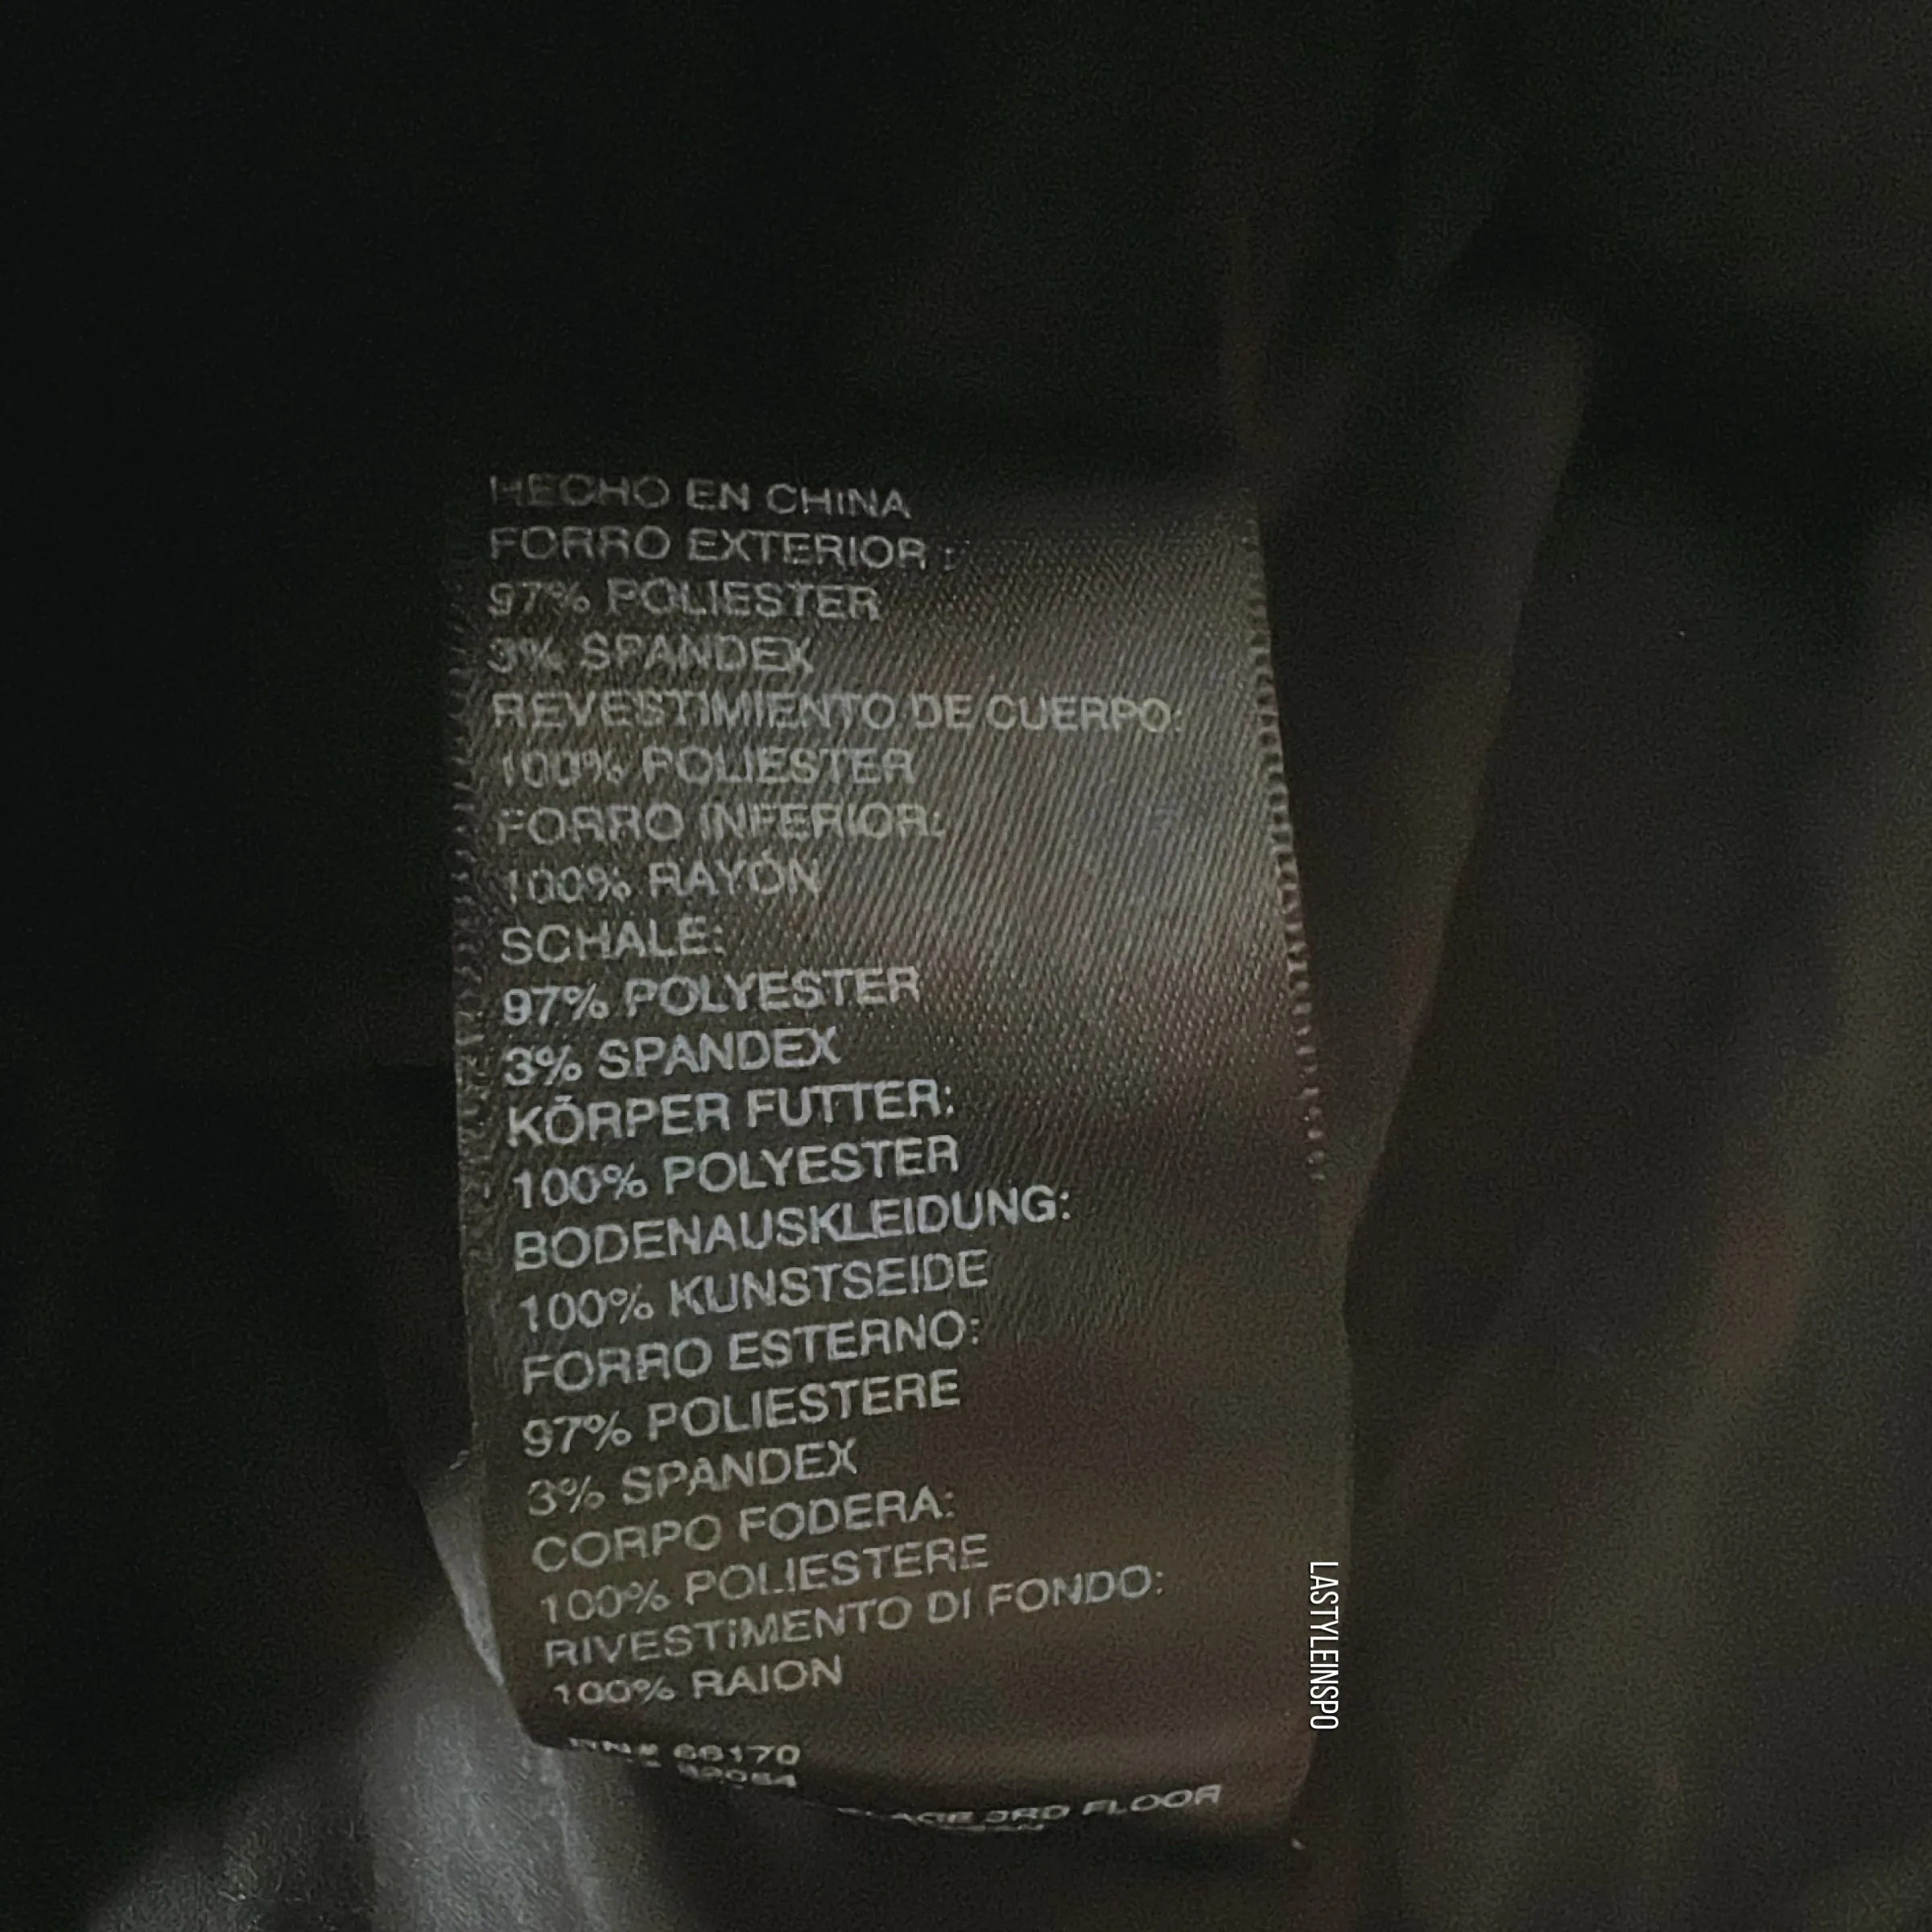 HECHO EN CHINA
FORRO EXTERIOR :
97% POLIESTER
3% SPANDEX
REVESTIMIENTO DE CUERPO:
100% POLIESTER
FORRO INFERIOR:
100% RAYÓN
SCHALE:
97% POLYESTER
3% SPANDEX
KÖRPER FUTTER:
100% POLYESTER
BODENAUSKLEIDUNG:
100% KUNSTSEIDE
FORRO ESTERNO:
97% POLIESTERE
3% SPANDEX
CORPO FODERA:
100% POLIESTERE
RIVESTIMENTO DI FONDO:
100% RAION
RN# 66170
3RD FLOOR
LASTYLEINSPO